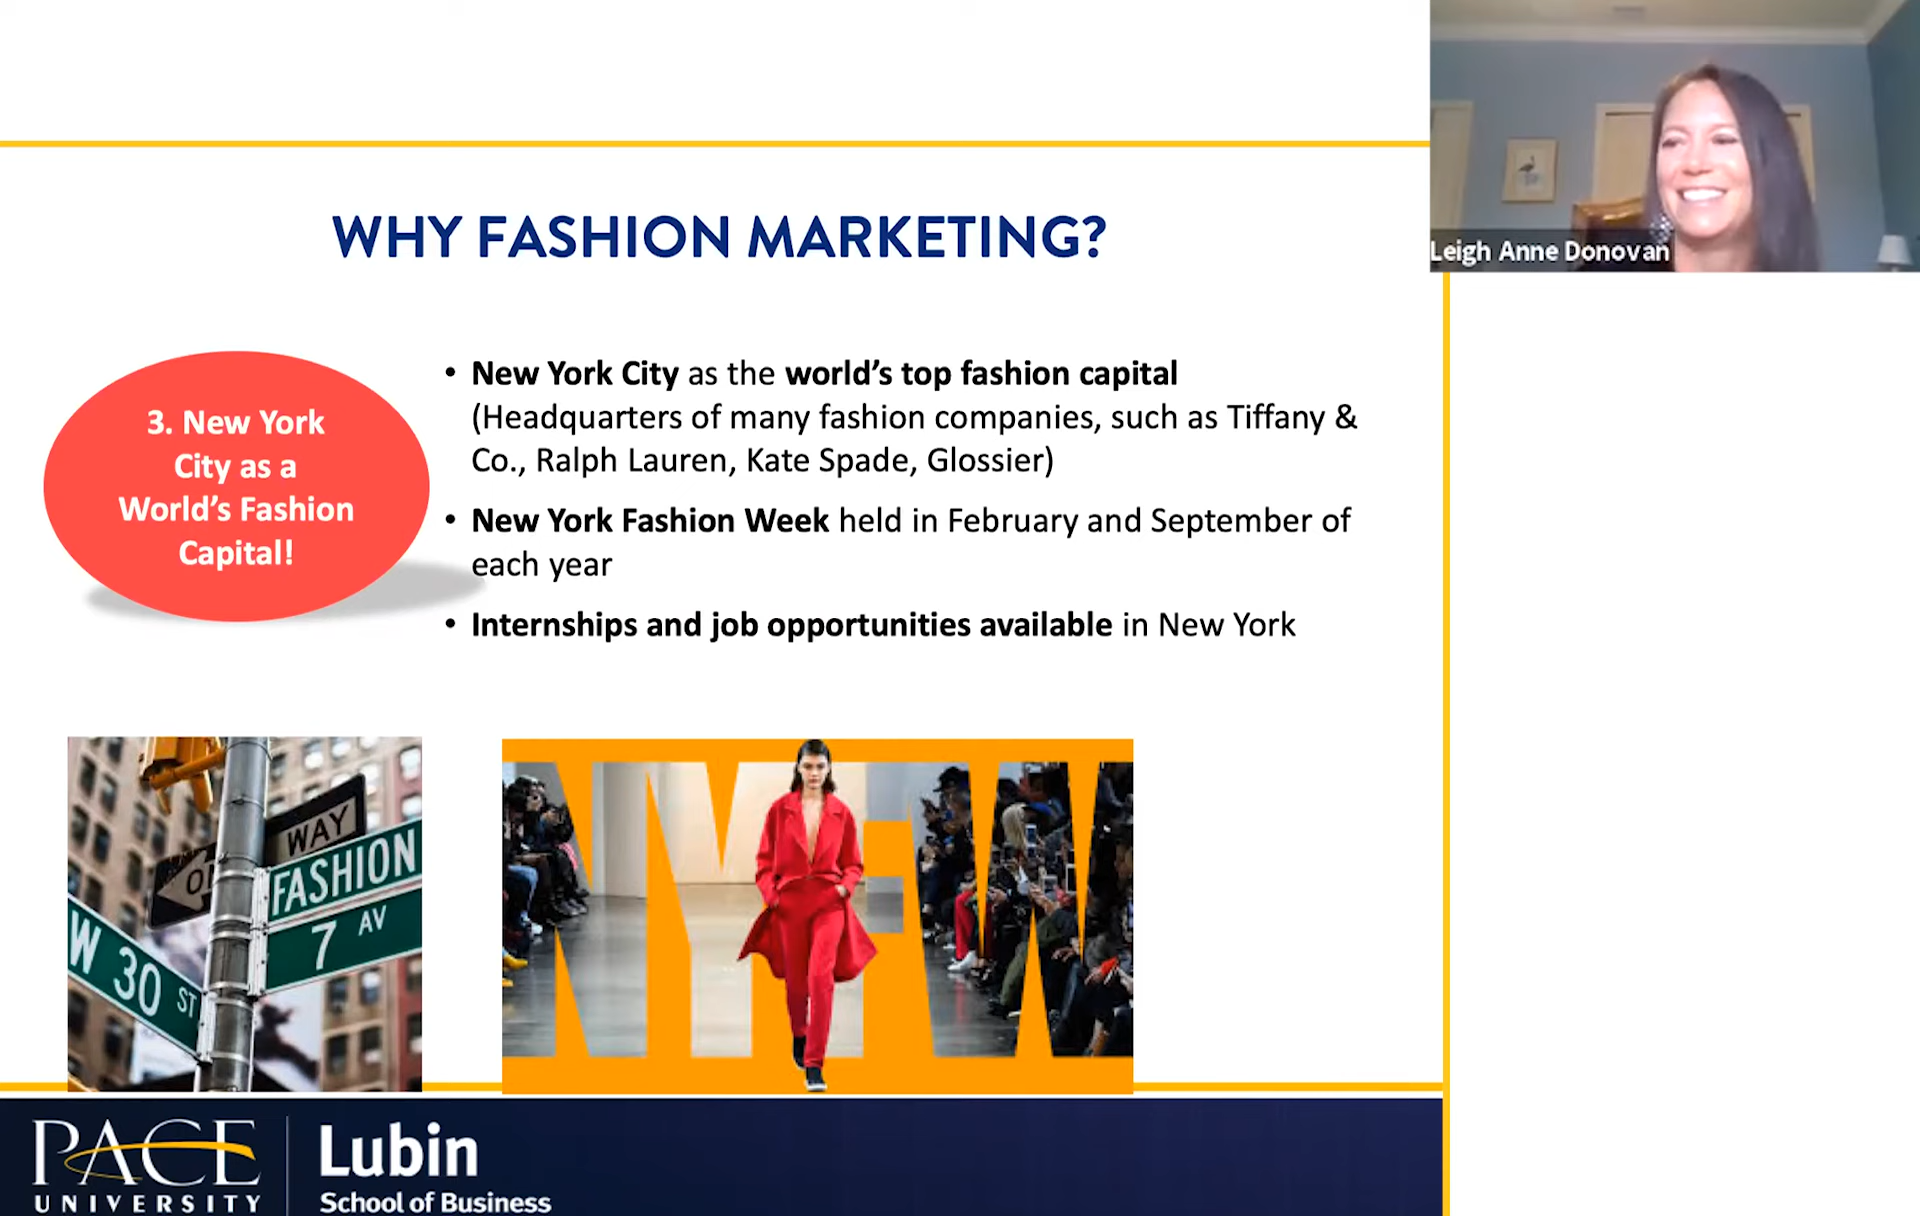 WHY FASHION MARKETING?
Leigh Anne Donovan
3. New York
City as a
World's Fashion
Capital!
• New York City as the world's top fashion capital
(Headquarters of many fashion companies, such as Tiffany &
Co., Ralph Lauren, Kate Spade, Glossier)
• New York Fashion Week held in February and September of
each year
• Internships and job opportunities available in New York
WAY
ON
FASHION
7 AV
W 30 ST
NYFW
PACE
UNIVERSITY
Lubin
School of Business